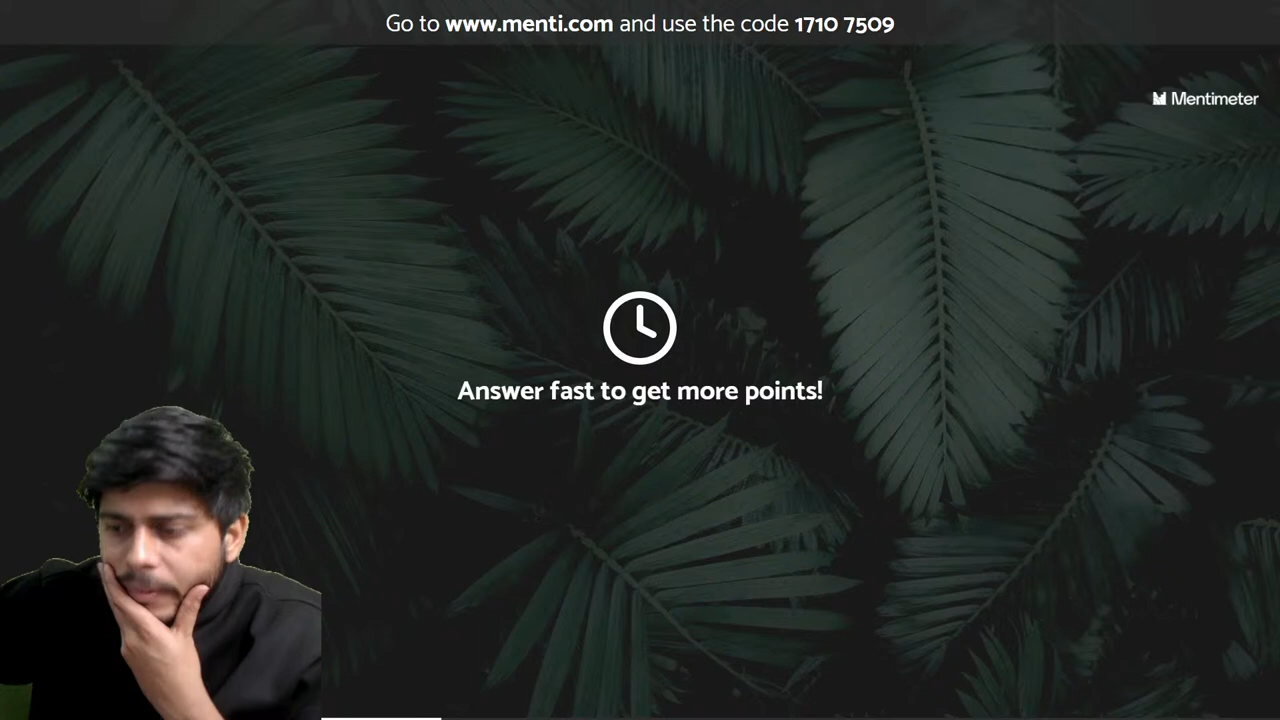 Go to www.menti.com and use the code 1710 7509
Mentimeter
Answer fast to get more points!